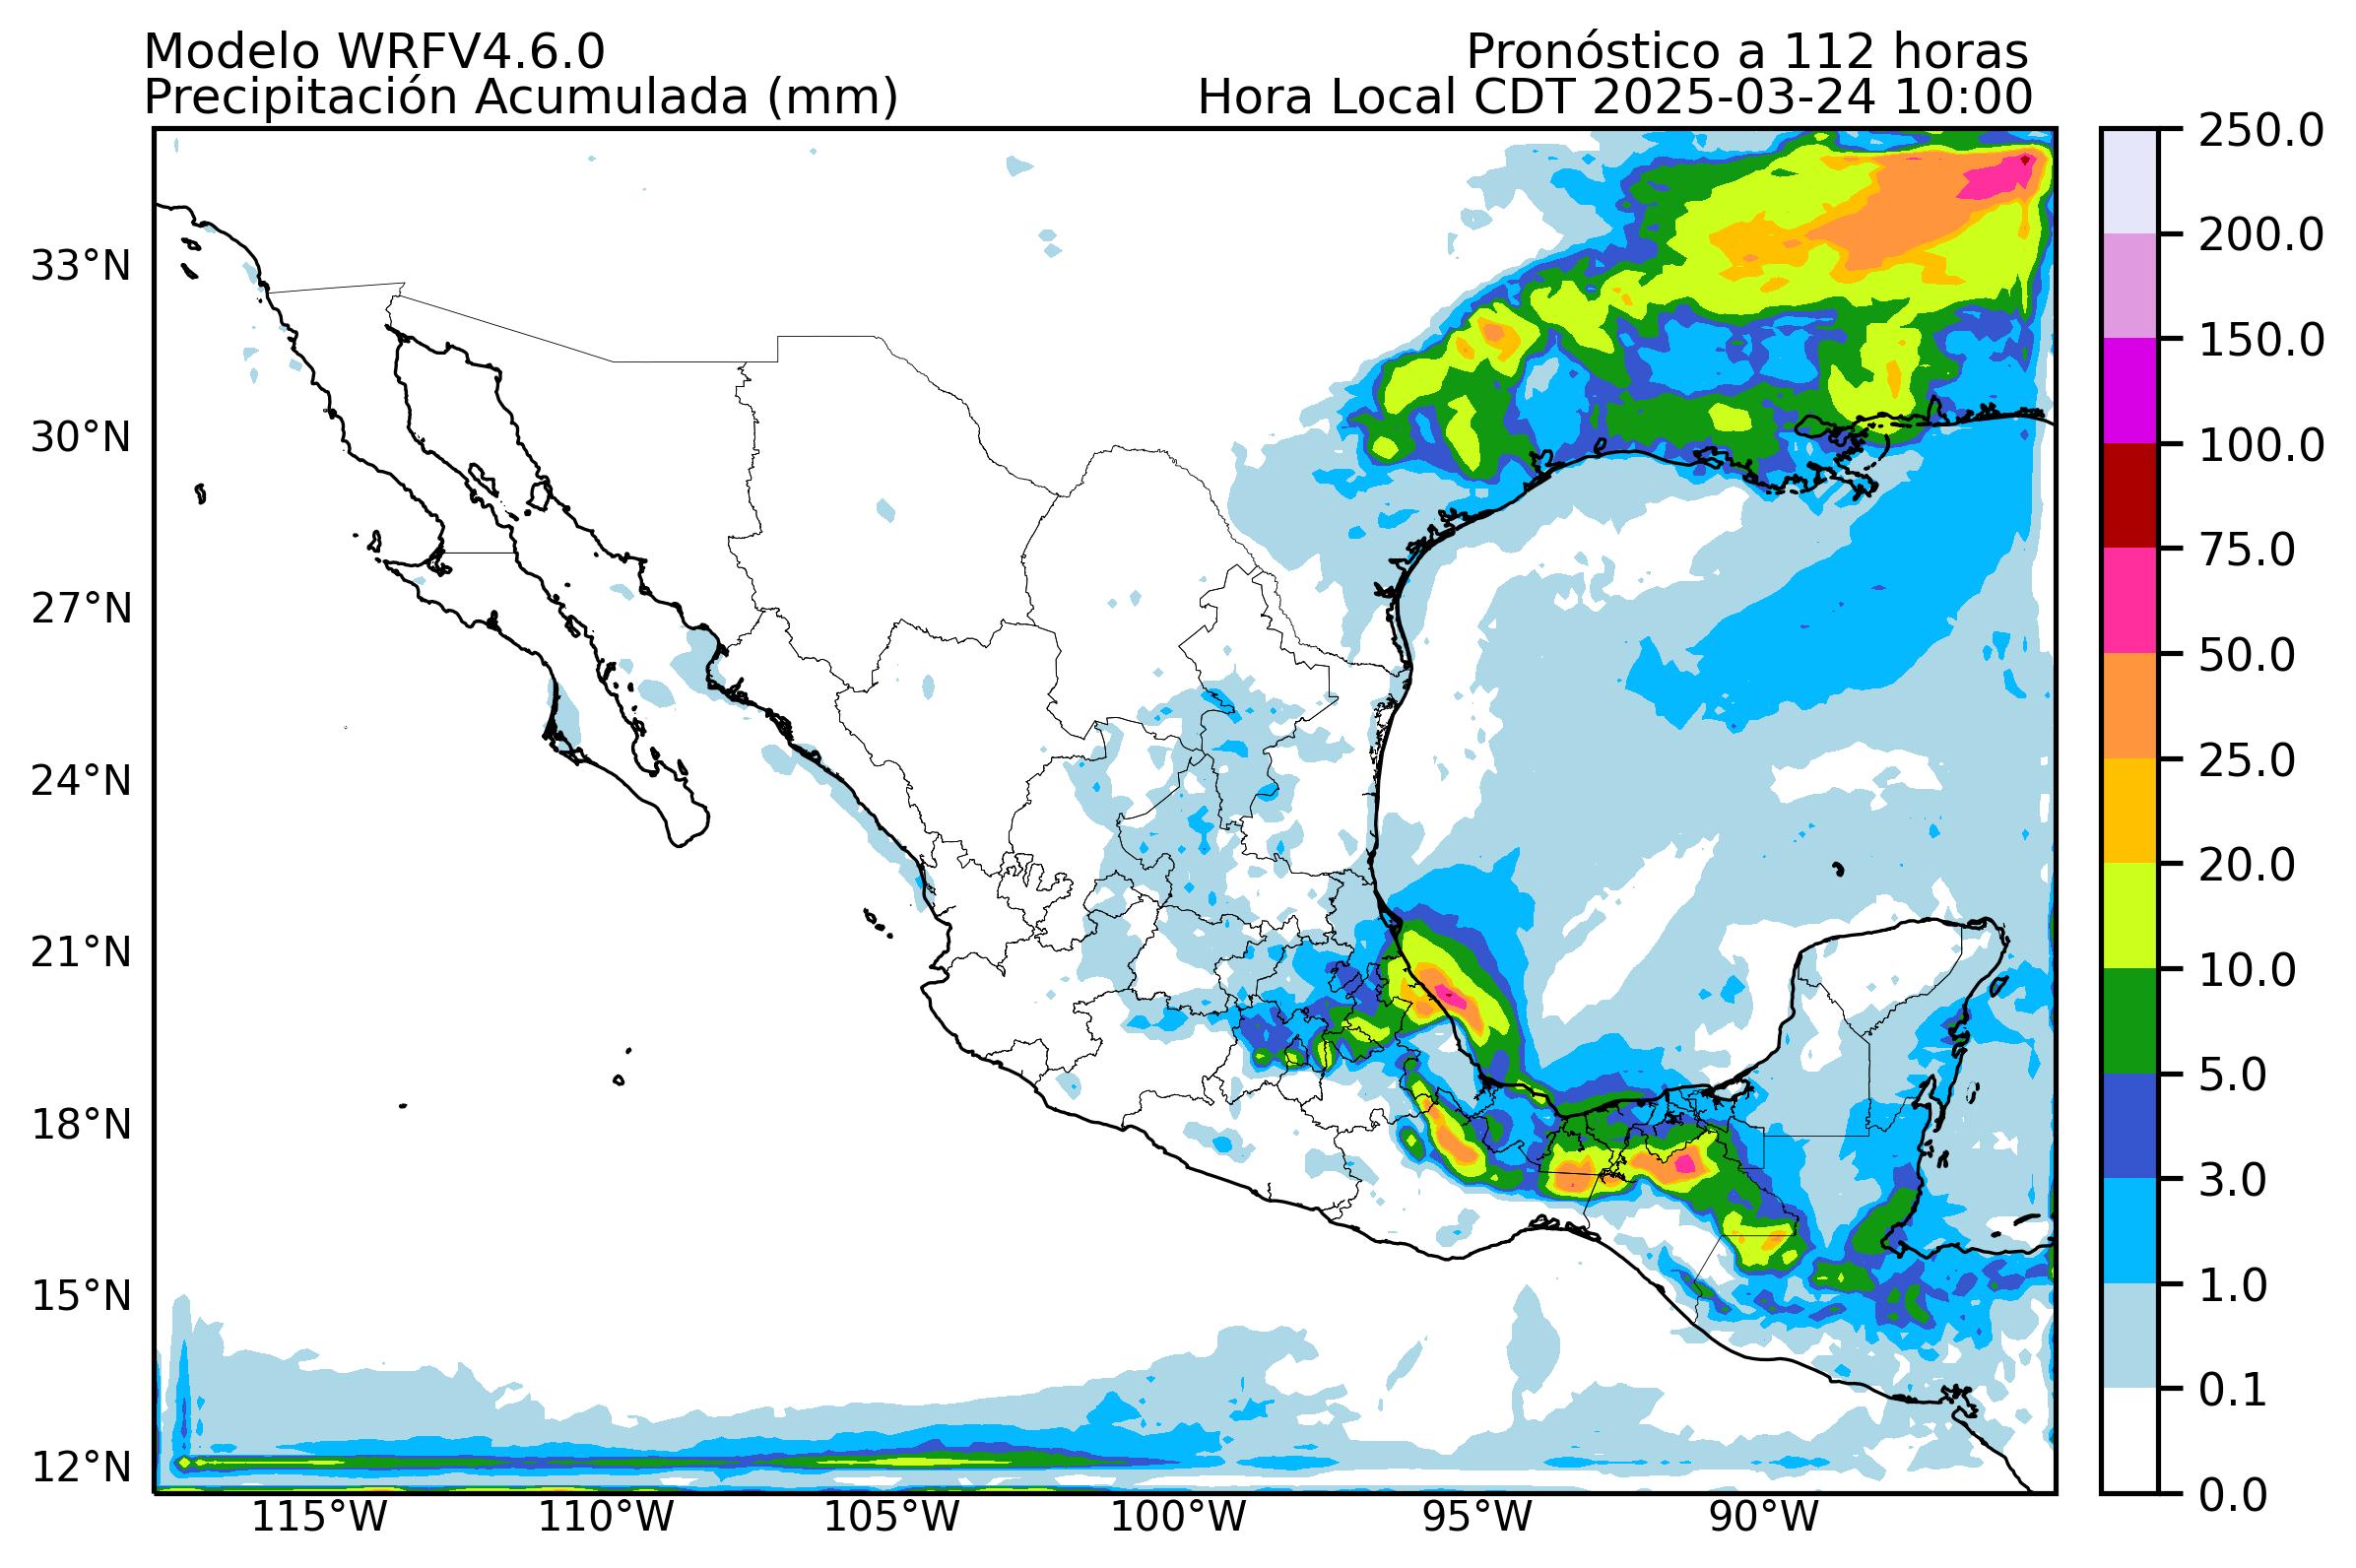 Modelo WRFV4.6.0
Pronóstico a 112 horas
Precipitación Acumulada (mm)
Hora Local CDT 2025-03-24 10:00
33°N
30°N
27°N
24°N
21°N
18°N
15°N
12°N
115°W
110°W
105°W
100°W
95°W
90°W
250.0
200.0
150.0
100.0
75.0
50.0
25.0
20.0
10.0
5.0
3.0
1.0
0.1
0.0